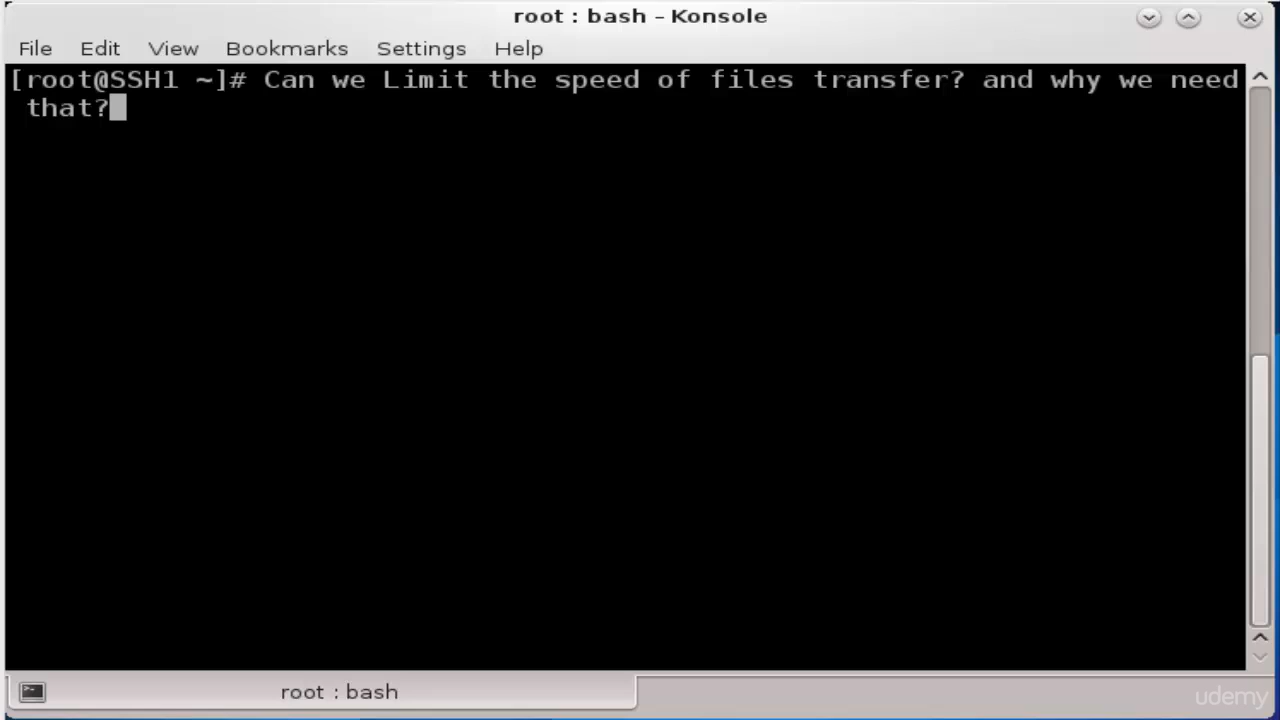 root : bash – Konsole
File Edit View Bookmarks Settings Help
[root@SSH1 ~]# Can we Limit the speed of files transfer? and why we need
that?
root : bash
udemy